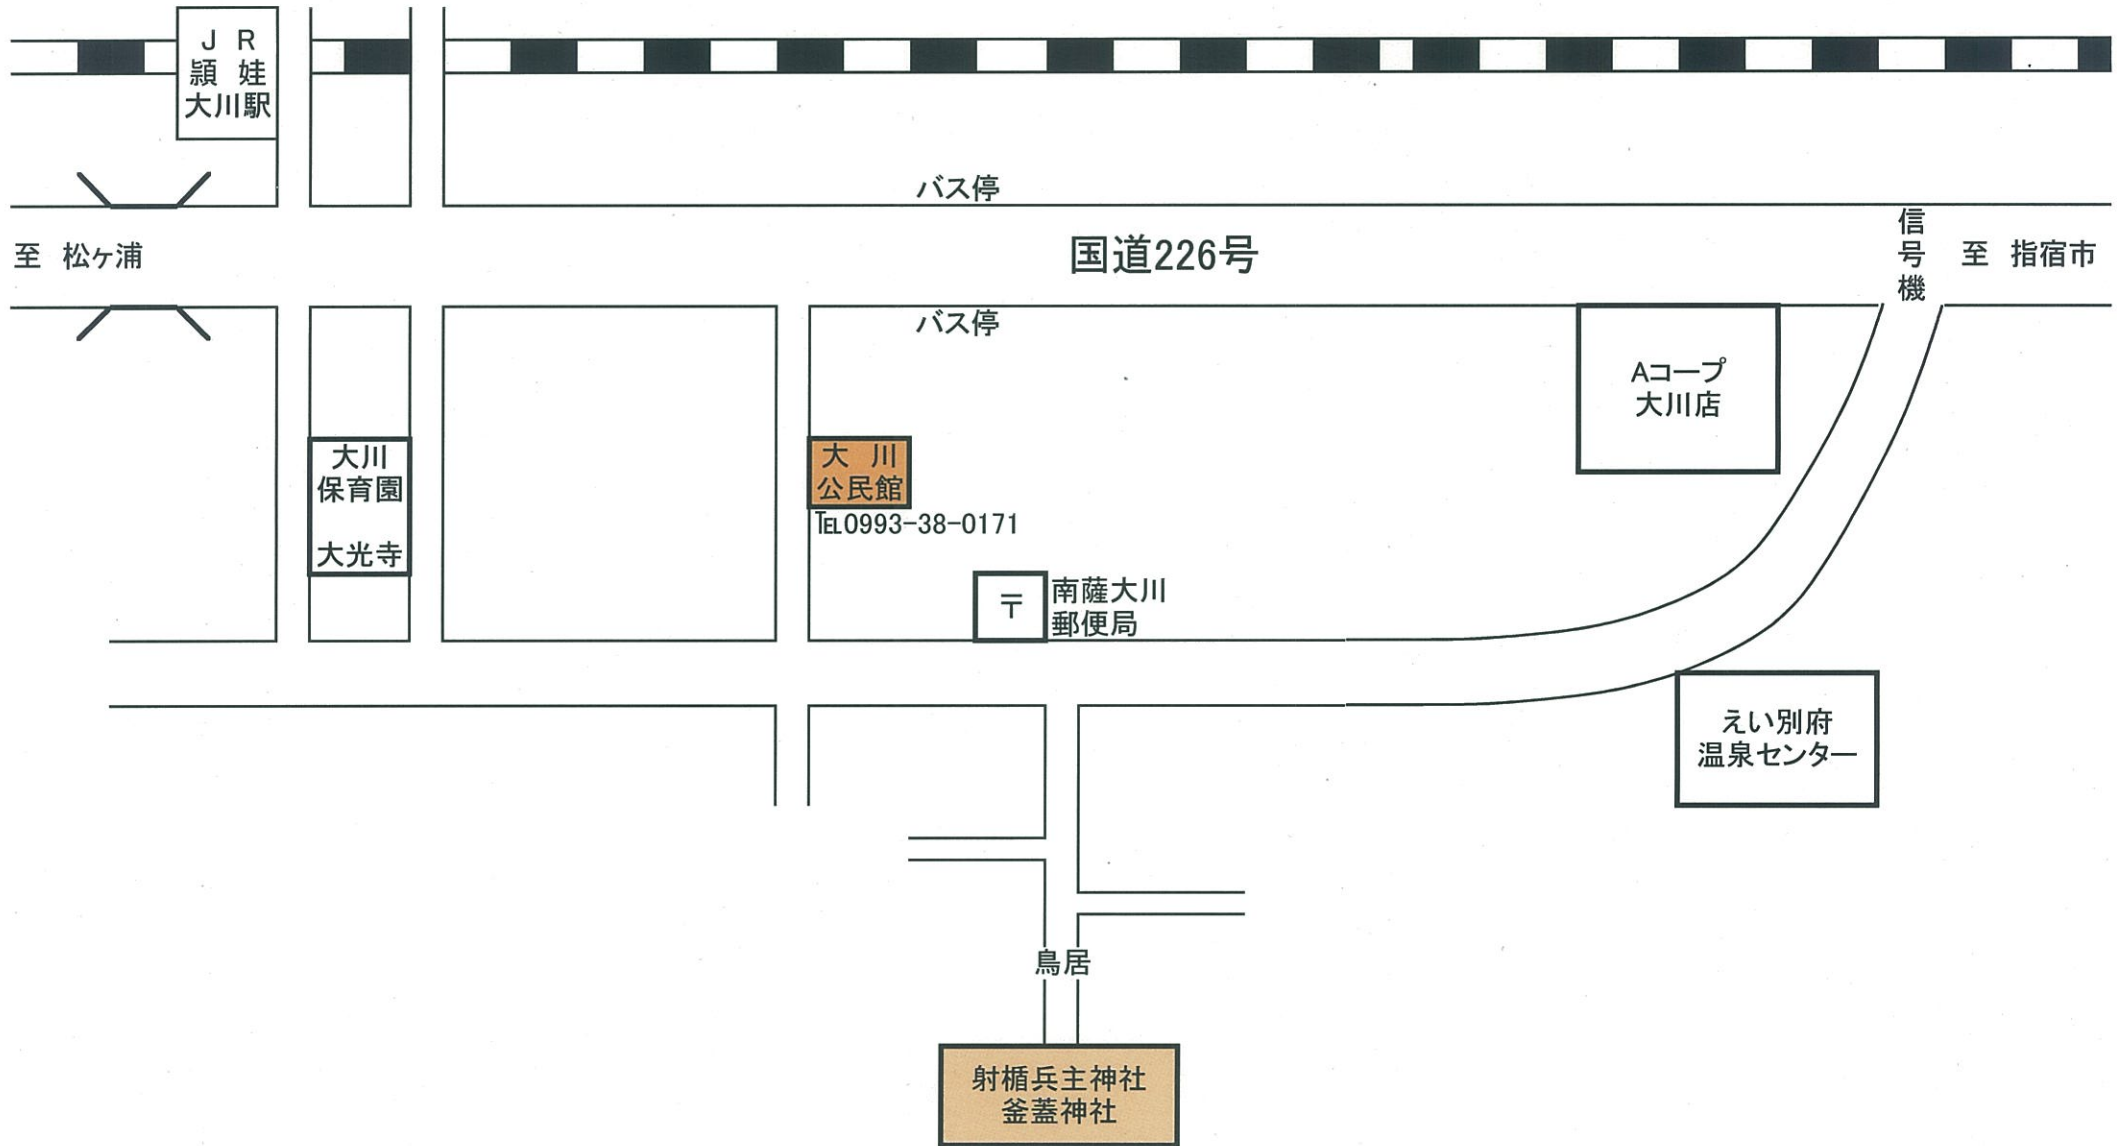 ＪＲ
頴娃
大川駅
バス停
至 松ヶ浦
国道226号
信号機
至 指宿市
バス停
Aコープ
大川店
大川
保育園
大光寺
大川
公民館
℡0993-38-0171
〒
南薩大川
郵便局
えい別府
温泉センター
鳥居
射楯兵主神社
釜蓋神社